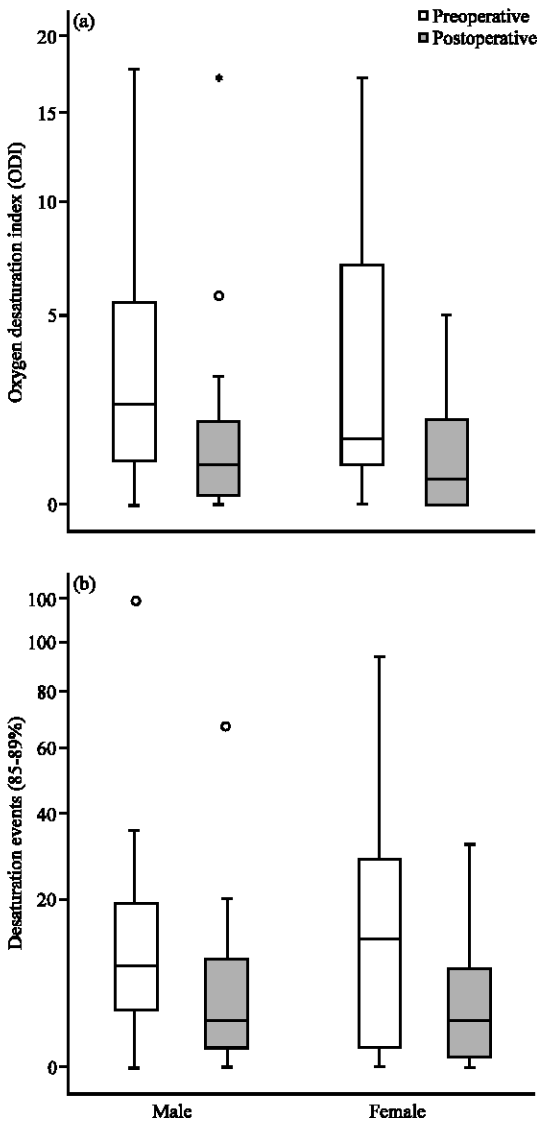 (a)
Preoperative
Postoperative
20
15
10
5
0
Oxygen desaturation index (ODI)
(b)
100
100
80
60
40
20
0
Desaturation events (85-89%)
Male Female